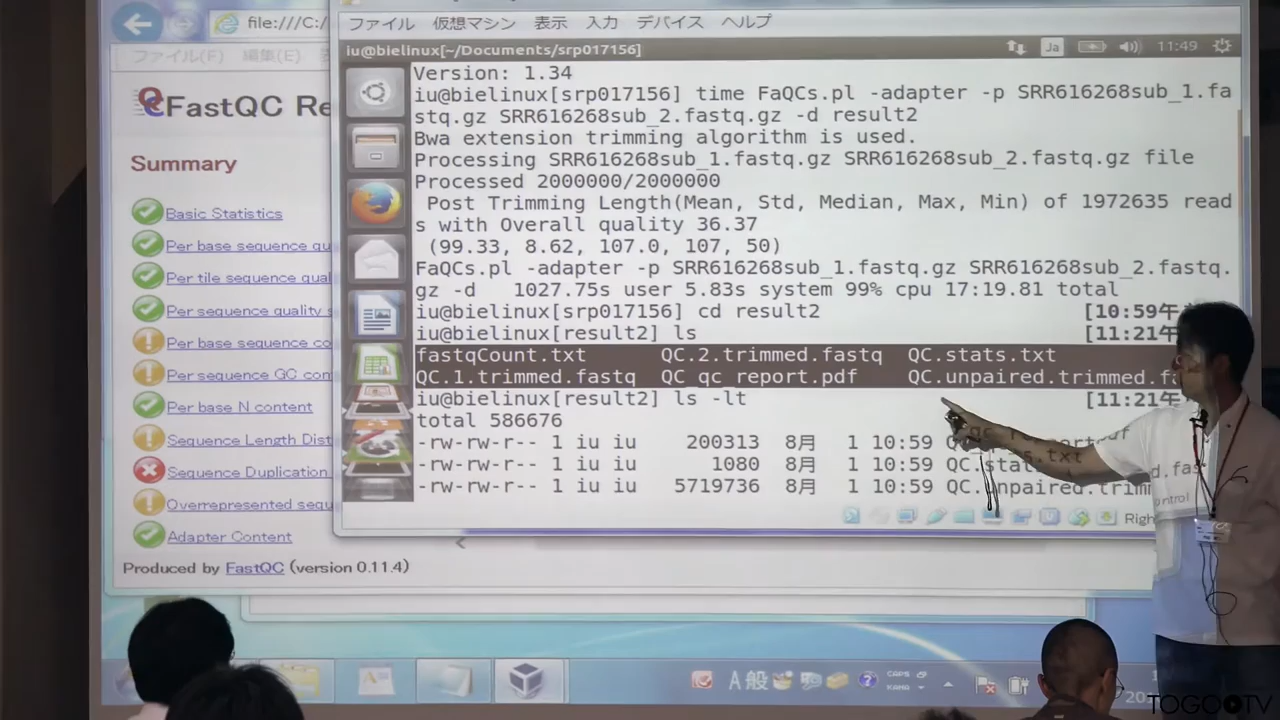 file:///C:/
ファイル(F) 編集(E)
FastQC Re
Summary
Basic Statistics
Per base sequence qu
Per tile sequence qual
Per sequence quality s
Per base sequence co
Per sequence GC con
Per base N content
Sequence Length Dist
Sequence Duplication
Overrepresented sequ
Adapter Content
Produced by FastQC (version 0.11.4)
ファイル 仮想マシン 表示 入力 デバイス ヘルプ
iu@bielinux[~/Documents/srp017156] Ja 11:49
Version: 1.34
iu@bielinux[srp017156] time FaQCs.pl -adapter -p SRR616268sub_1.fa
stq.gz SRR616268sub_2.fastq.gz -d result2
Bwa extension trimming algorithm is used.
Processing SRR616268sub_1.fastq.gz SRR616268sub_2.fastq.gz file
Processed 2000000/2000000
Post Trimming Length(Mean, Std, Median, Max, Min) of 1972635 read
s with Overall quality 36.37
(99.33, 8.62, 107.0, 107, 50)
FaQCs.pl -adapter -p SRR616268sub_1.fastq.gz SRR616268sub_2.fastq.
gz -d 1027.75s user 5.83s system 99% cpu 17:19.81 total
iu@bielinux[srp017156] cd result2 [10:59午
iu@bielinux[result2] ls [11:21午
fastqCount.txt QC.2.trimmed.fastq QC.stats.txt
QC.1.trimmed.fastq QC_qc_report.pdf QC.unpaired.trimmed.fa
iu@bielinux[result2] ls -lt [11:21午
total 586676
-rw-rw-r-- 1 iu iu 200313 8月 1 10:59 QC_qc_report.pdf
-rw-rw-r-- 1 iu iu 1080 8月 1 10:59 QC.stats.txt
-rw-rw-r-- 1 iu iu 5719736 8月 1 10:59 QC.unpaired.trimmed.fas
Right Control
A 般 CAPS
KANA
TOGOTV